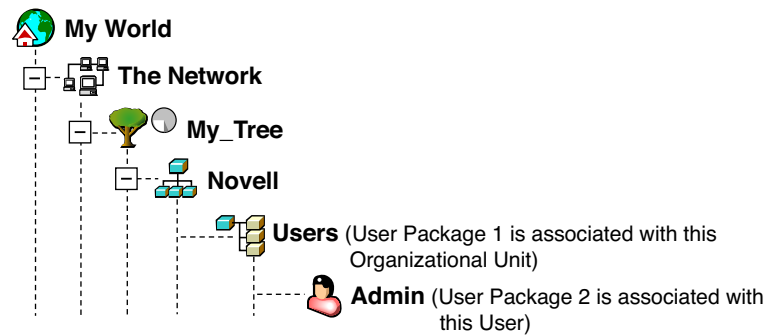 My World
The Network
My_Tree
Novell
Users (User Package 1 is associated with this
Organizational Unit)
Admin (User Package 2 is associated with
this User)